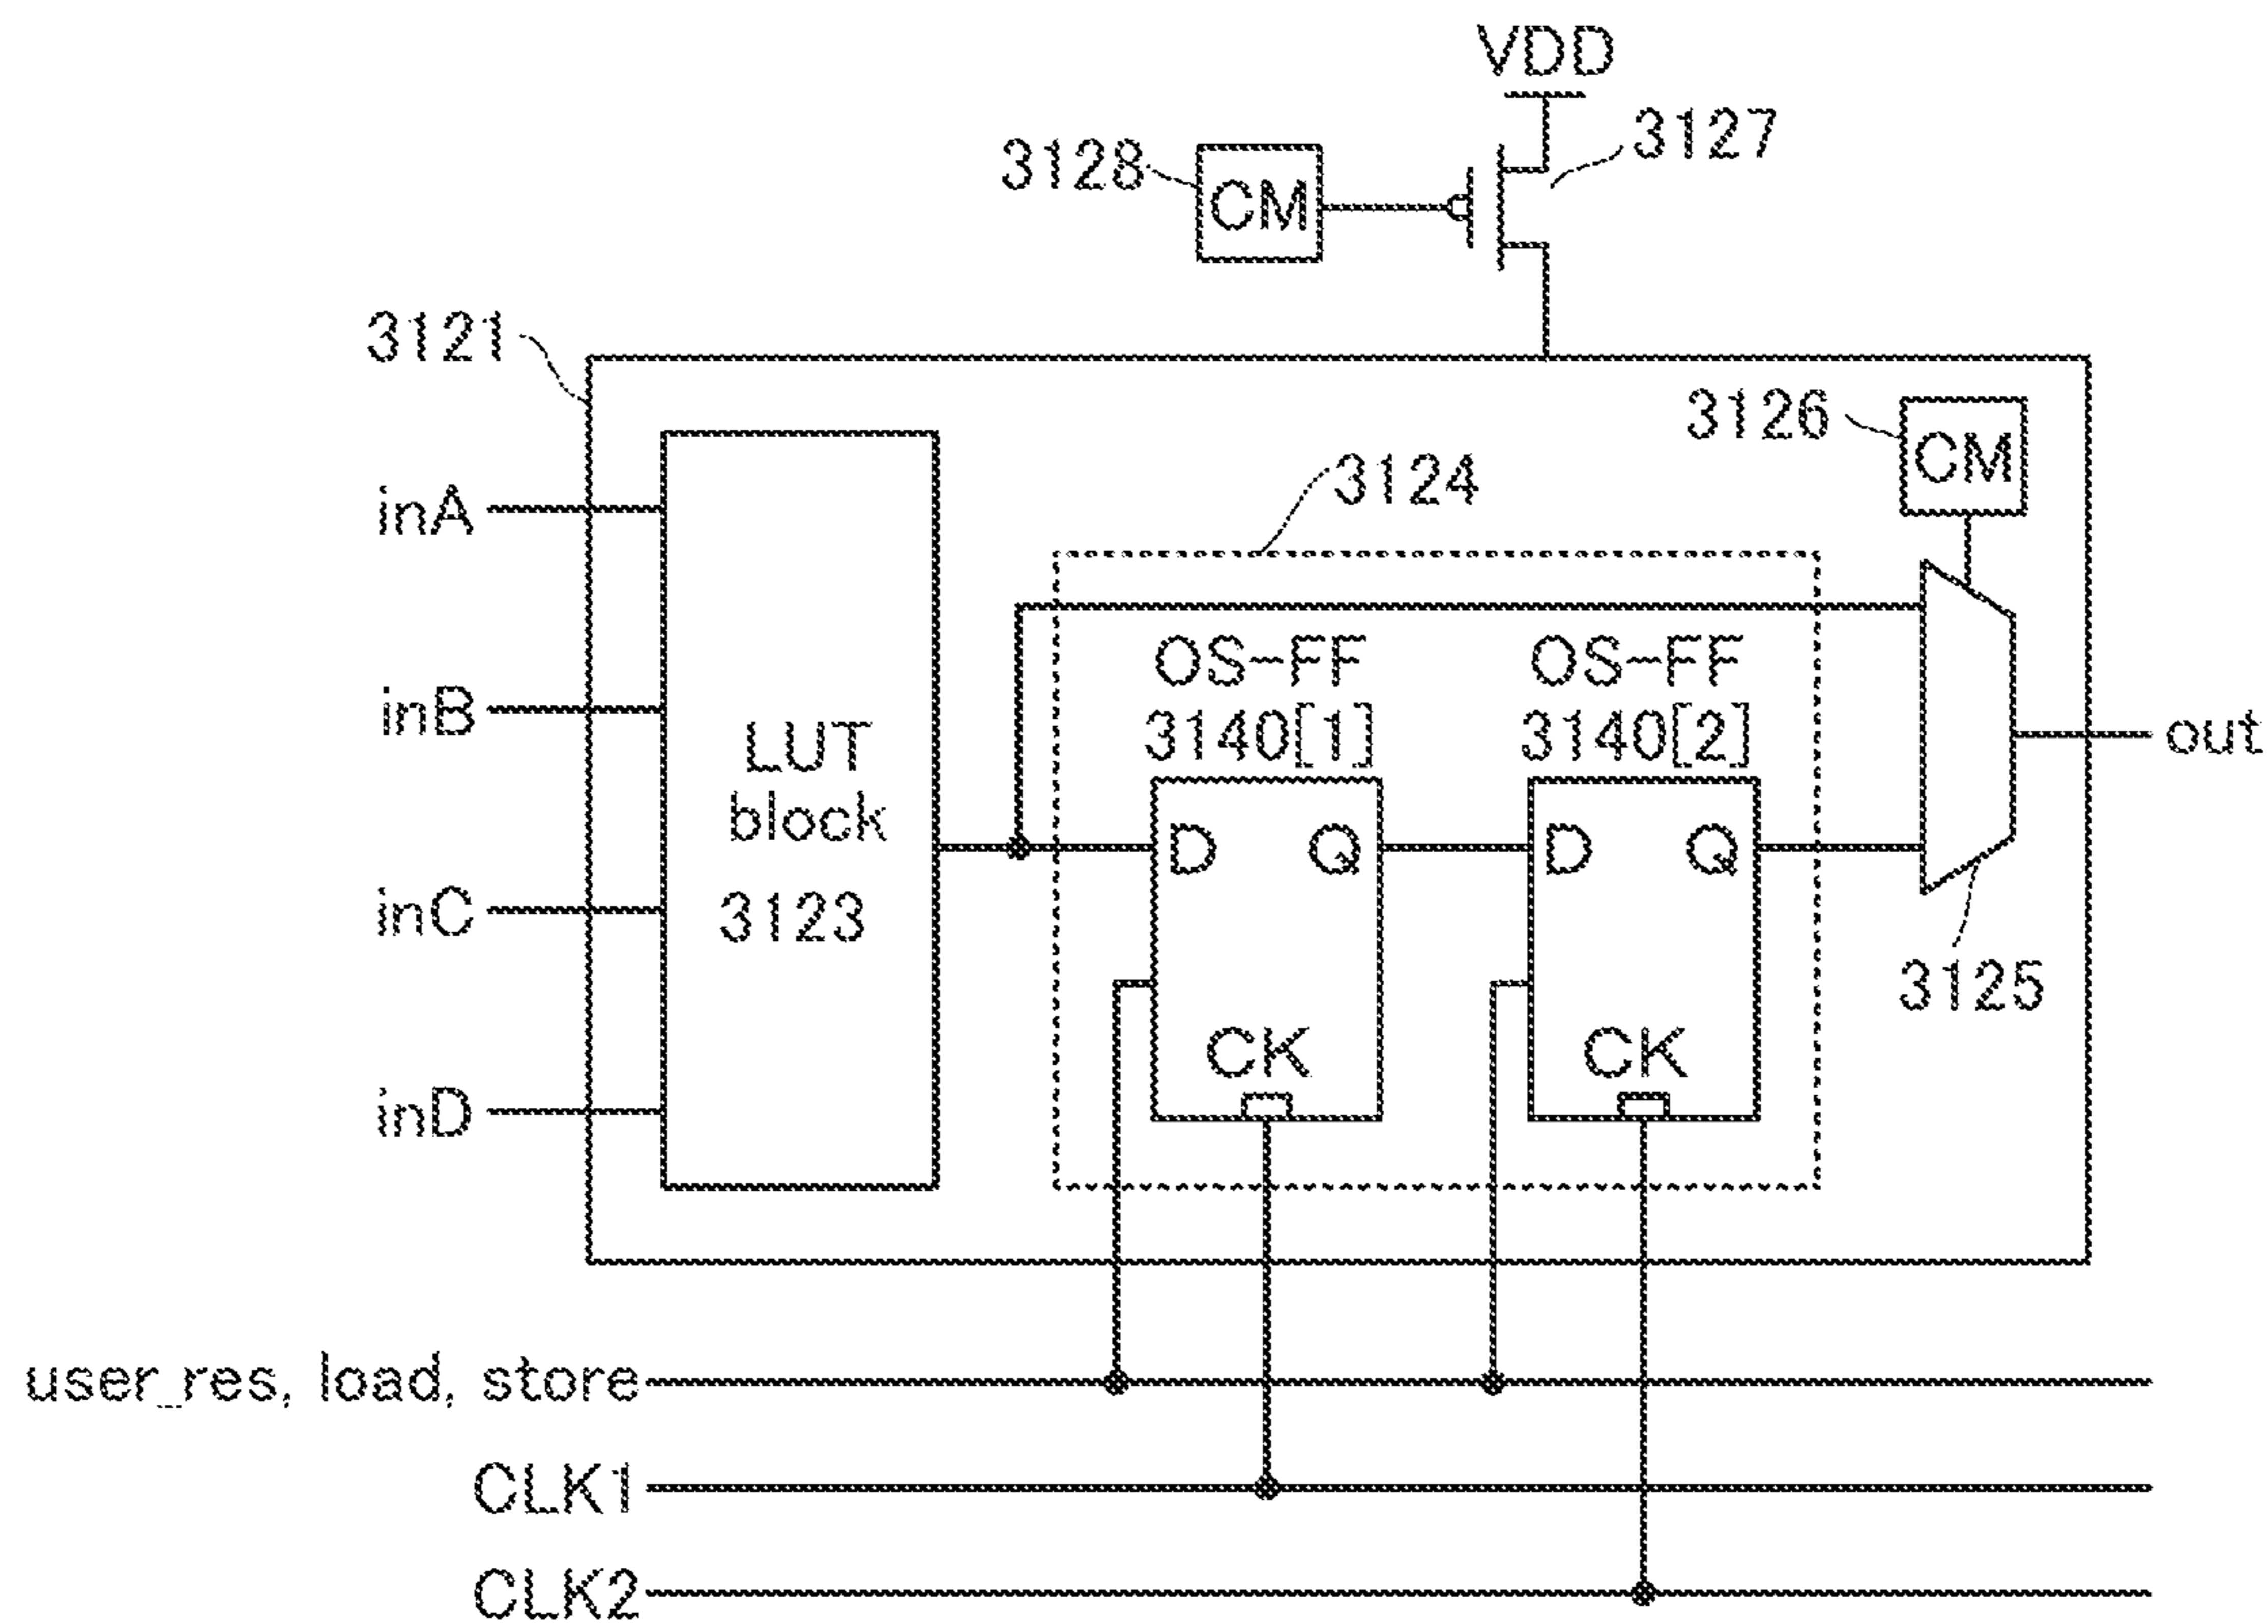 VDD
3128
CM
3127
3121
3126
CM
3124
inA
inB
inC
inD
LUT
block
3123
OS-FF
3140[1]
D
Q
CK
OS-FF
3140[2]
D
Q
CK
3125
out
user_res, load, store
CLK1
CLK2